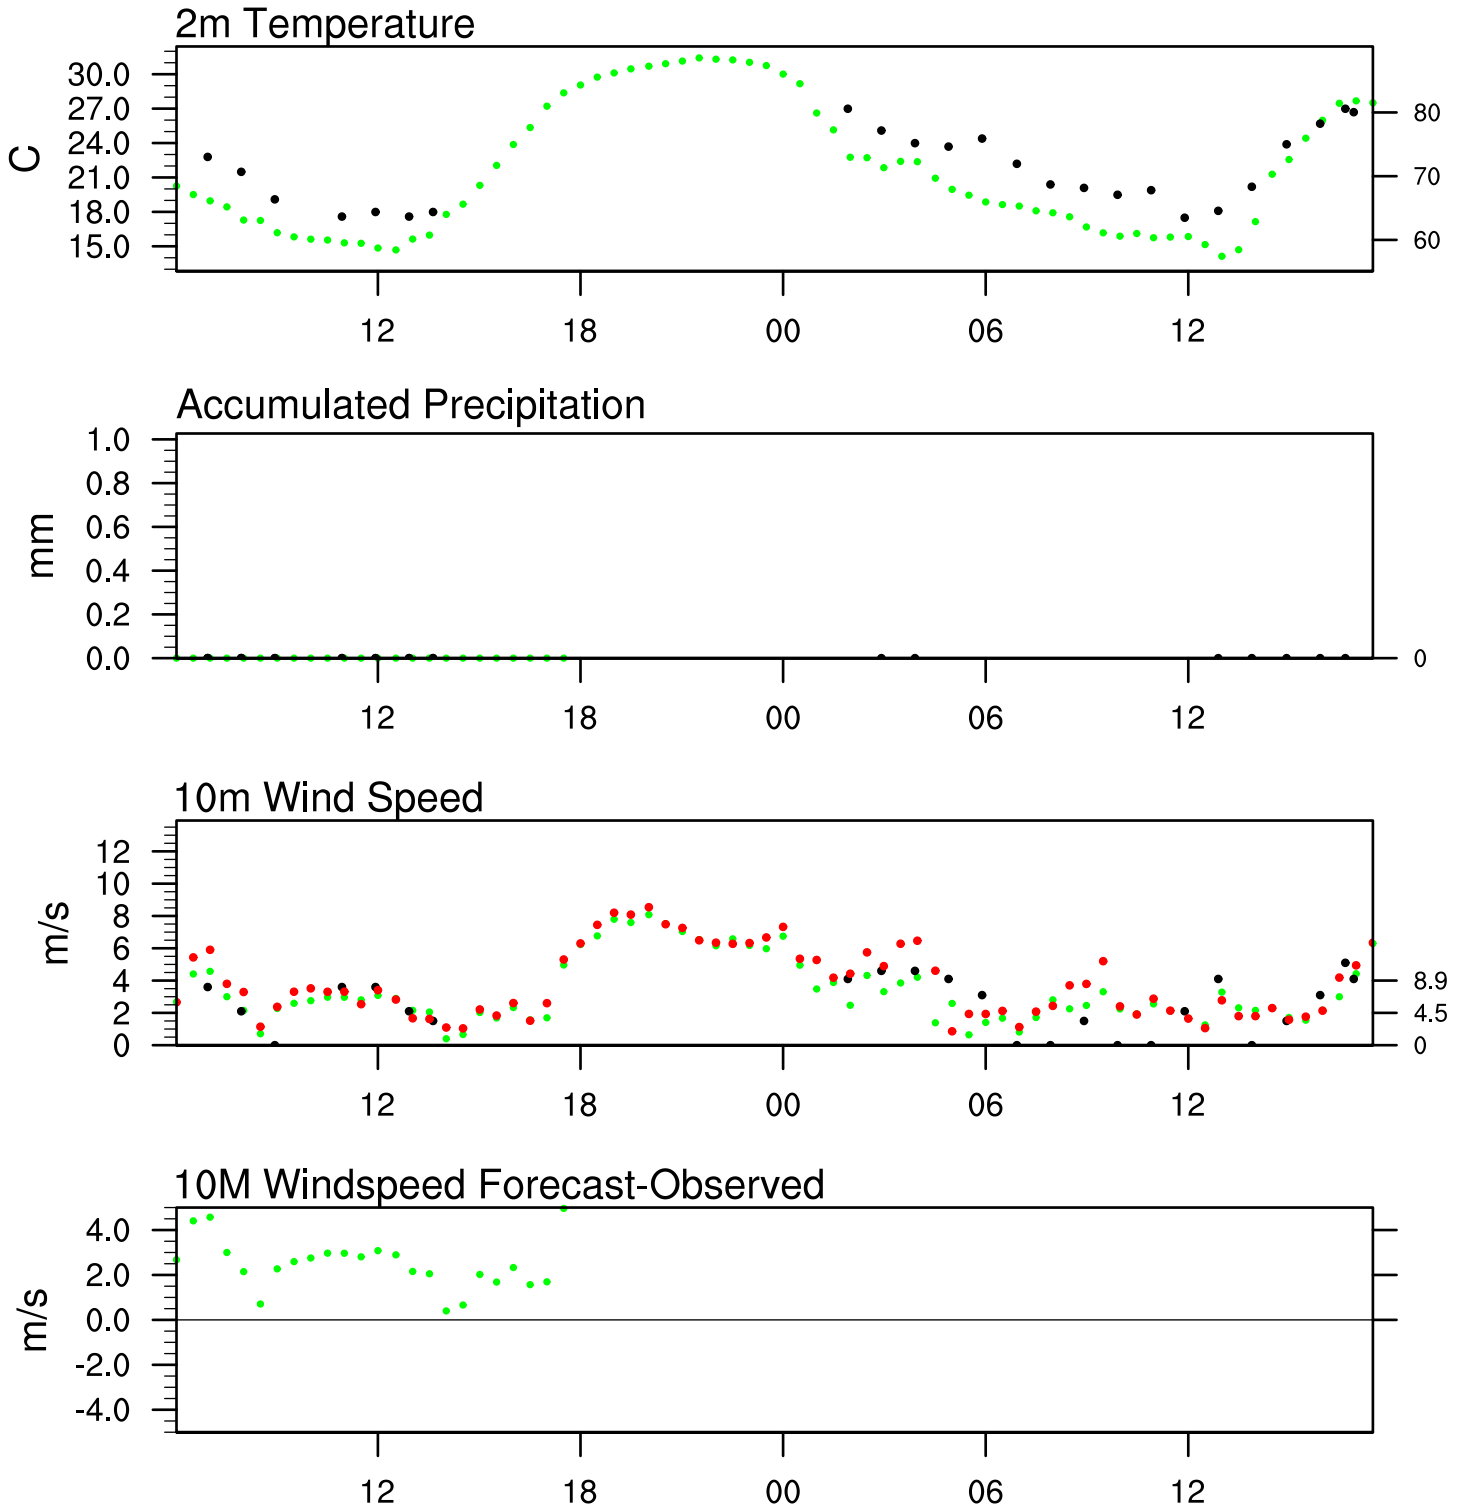 2m Temperature
C
30.0
27.0
24.0
21.0
18.0
15.0
80
70
60
12 18 00 06 12
Accumulated Precipitation
mm
1.0
0.8
0.6
0.4
0.2
0.0
0
12 18 00 06 12
10m Wind Speed
m/s
12
10
8
6
4
2
0
8.9
4.5
0
12 18 00 06 12
10M Windspeed Forecast-Observed
m/s
4.0
2.0
0.0
-2.0
-4.0
12 18 00 06 12